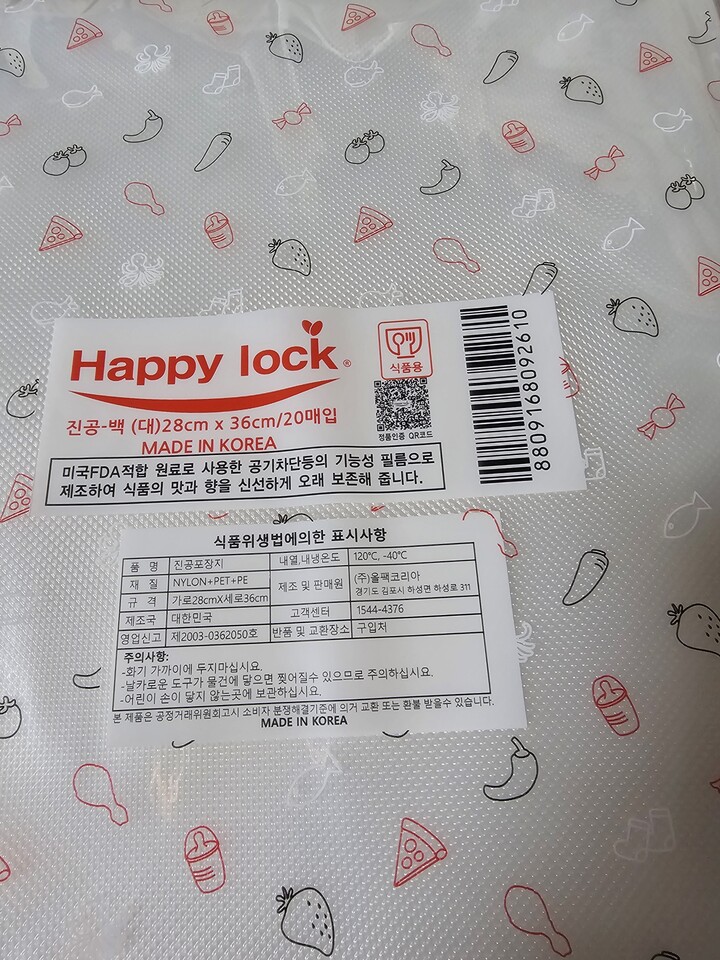 Happy lock®
진공-백 (대)28cm x 36cm/20매입
MADE IN KOREA
식품용
정품인증 QR코드
8809168092610
미국FDA적합 원료로 사용한 공기차단등의 기능성 필름으로
제조하여 식품의 맛과 향을 신선하게 오래 보존해 줍니다.
식품위생법에의한 표시사항
품 명 진공포장지 내열,내냉온도 120℃, -40℃
재 질 NYLON+PET+PE 제조 및 판매원 (주)올팩코리아
경기도 김포시 하성면 하성로 311
규 격 가로28cmX세로36cm
제조국 대한민국 고객센터 1544-4376
영업신고 제2003-0362050호 반품 및 교환장소 구입처
주의사항:
-화기 가까이에 두지마십시요.
-날카로운 도구가 물건에 닿으면 찢어질수 있으므로 주의하십시요.
-어린이 손이 닿지 않는곳에 보관하십시요.
본 제품은 공정거래위원회고시 소비자 분쟁해결기준에 의거 교환 또는 환불 받을수 있습니다.
MADE IN KOREA